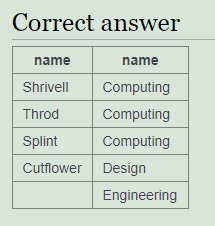 Correct answer
name name
Shrivell Computing
Throd Computing
Splint Computing
Cutflower Design
Engineering